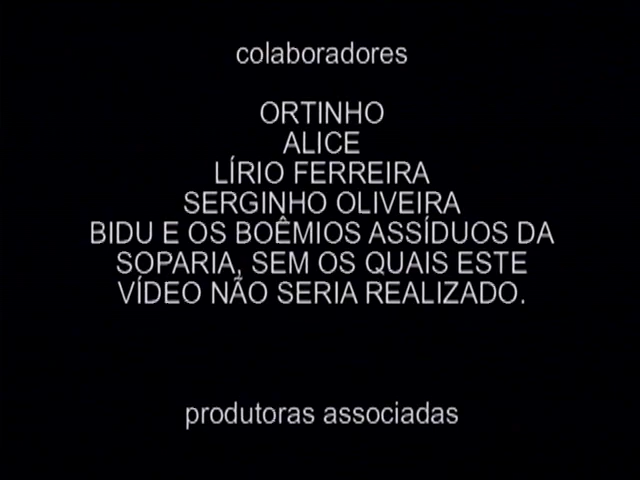 colaboradores
ORTINHO
ALICE
LÍRIO FERREIRA
SERGINHO OLIVEIRA
BIDU E OS BOÊMIOS ASSÍDUOS DA
SOPARIA, SEM OS QUAIS ESTE
VÍDEO NÃO SERIA REALIZADO.
produtoras associadas